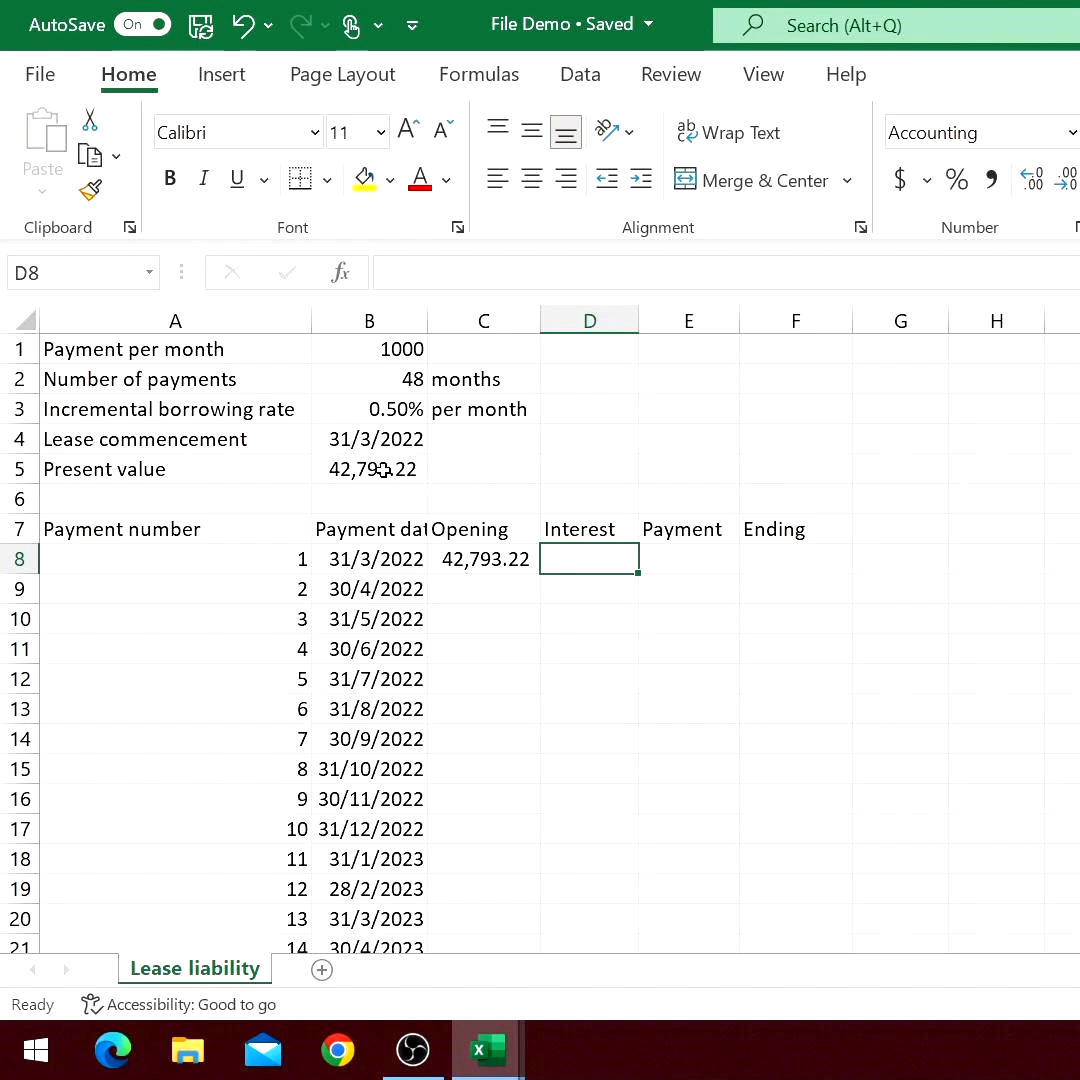 AutoSave On File Demo • Saved Search (Alt+Q)
File Home Insert Page Layout Formulas Data Review View Help
Paste Calibri 11 A A ab Wrap Text Accounting
B I U A Merge & Center $ % 9 .00 .00
Clipboard Font Alignment Number
D8 fx
A B C D E F G H
1 Payment per month 1000
2 Number of payments 48 months
3 Incremental borrowing rate 0.50% per month
4 Lease commencement 31/3/2022
5 Present value 42,793.22
6
7 Payment number Payment dat Opening Interest Payment Ending
8 1 31/3/2022 42,793.22
9 2 30/4/2022
10 3 31/5/2022
11 4 30/6/2022
12 5 31/7/2022
13 6 31/8/2022
14 7 30/9/2022
15 8 31/10/2022
16 9 30/11/2022
17 10 31/12/2022
18 11 31/1/2023
19 12 28/2/2023
20 13 31/3/2023
21 14 30/4/2023
Lease liability
Ready Accessibility: Good to go